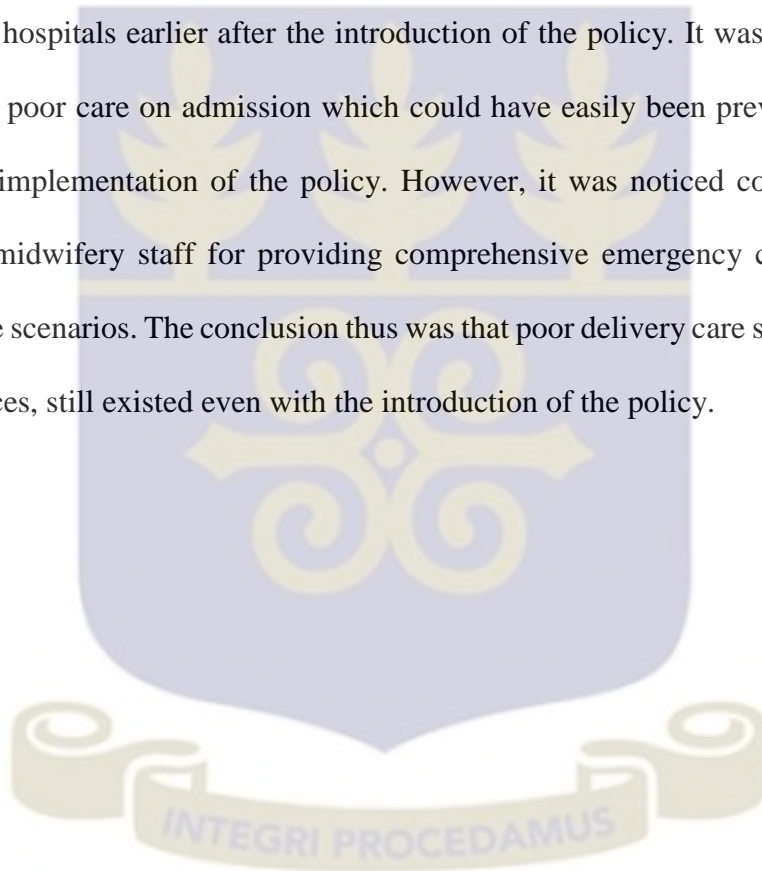 hospitals earlier after the introduction of the policy. It was
poor care on admission which could have easily been prev
implementation of the policy. However, it was noticed co
midwifery staff for providing comprehensive emergency
scenarios. The conclusion thus was that poor delivery care
still existed even with the introduction of the policy.
INTEGRI PROCEDAMUS